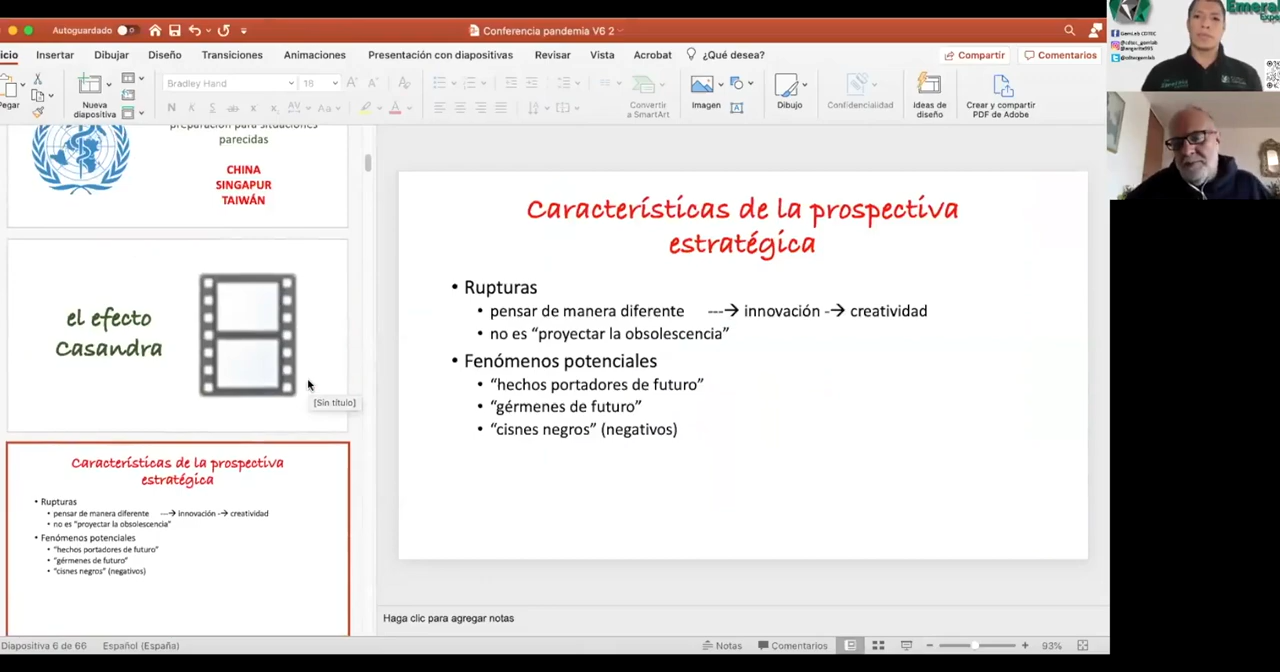 Autoguardado
Conferencia pandemia V6 2
Insertar
Dibujar
Diseño
Transiciones
Animaciones
Presentación con diapositivas
Revisar
Vista
Acrobat
¿Qué desea?
Compartir
Comentarios
Pegar
Nueva
diapositiva
Bradley Hand
18
Convertir
a SmartArt
Imagen
Dibujo
Confidencialidad
Ideas de
diseño
Crear y compartir
PDF de Adobe
preparación para situaciones
parecidas
CHINA
SINGAPUR
TAIWÁN
el efecto
Casandra
[Sin título]
Características de la prospectiva
estratégica
• Rupturas
• pensar de manera diferente ---→ innovación -→ creatividad
• no es “proyectar la obsolescencia”
• Fenómenos potenciales
• “hechos portadores de futuro”
• “gérmenes de futuro”
• “cisnes negros” (negativos)
Características de la prospectiva
estratégica
• Rupturas
• pensar de manera diferente ---→ innovación -→ creatividad
• no es “proyectar la obsolescencia”
• Fenómenos potenciales
• “hechos portadores de futuro”
• “gérmenes de futuro”
• “cisnes negros” (negativos)
Haga clic para agregar notas
Diapositiva 6 de 66
Español (España)
Notas
Comentarios
93%